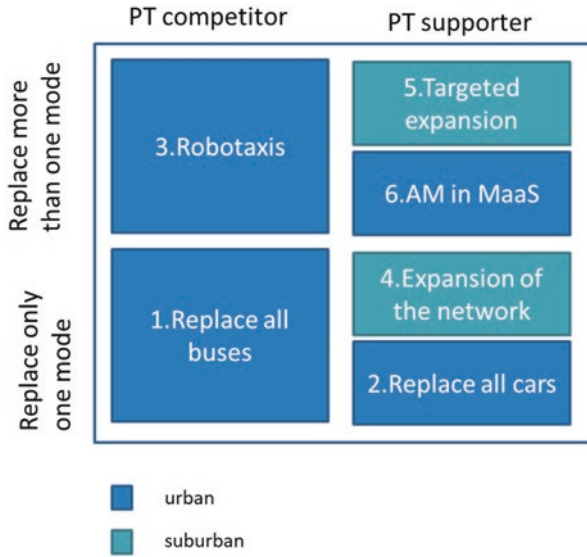 PT competitor
PT supporter
Replace more
than one mode
3.Robotaxis
5.Targeted
expansion
6.AM in MaaS
Replace only
one mode
1.Replace all
buses
4.Expansion of
the network
2.Replace all cars
urban
suburban